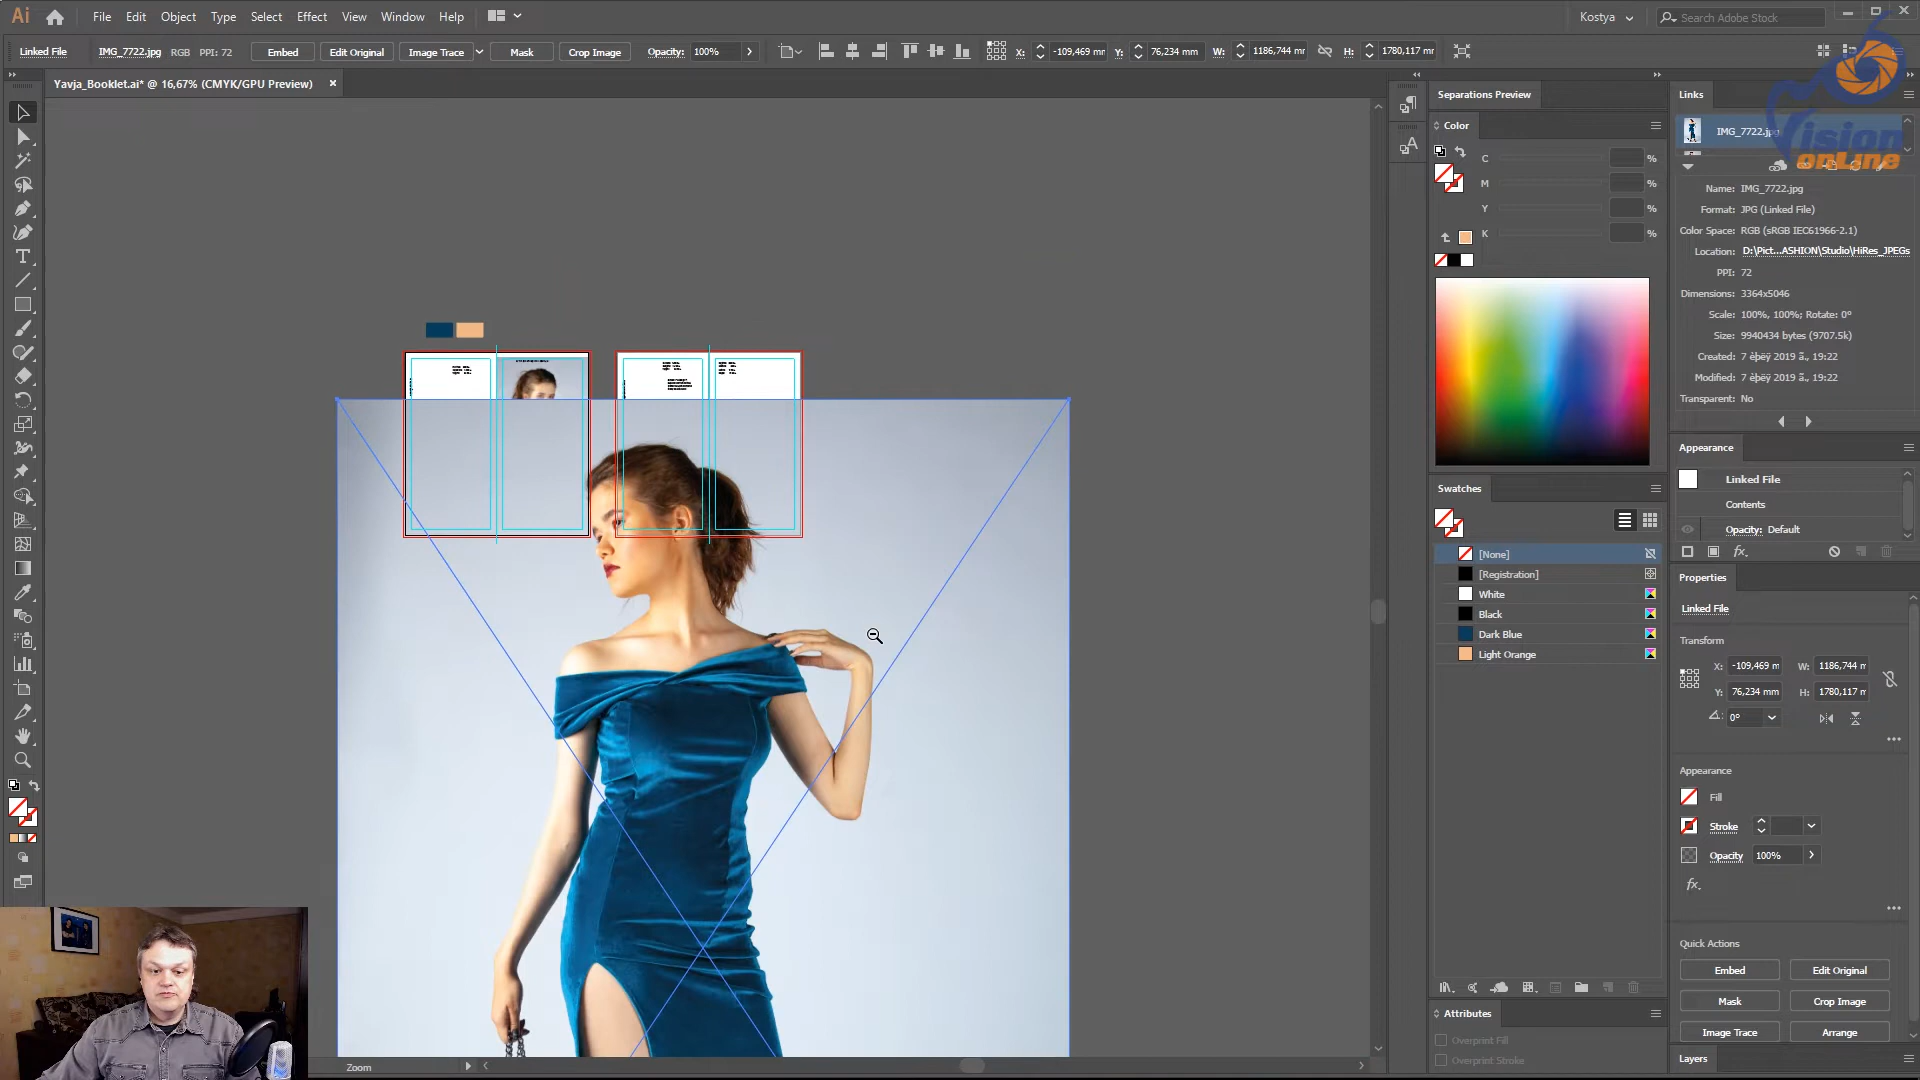 Ai File Edit Object Type Select Effect View Window Help Kostya Search Adobe Stock
Linked File IMG_7722.jpg RGB PPI: 72 Embed Edit Original Image Trace Mask Crop Image Opacity: 100% X: -109,469 mm Y: 76,234 mm W: 1186,744 mm H: 1780,117 mm
Yavja_Booklet.ai* @ 16,67% (CMYK/GPU Preview)
Zoom
Separations Preview
Color
C %
M %
Y %
K %
Swatches
[None]
[Registration]
White
Black
Dark Blue
Light Orange
Attributes
Overprint Fill
Overprint Stroke
Links
IMG_7722.jpg
Vision
onLine
Name: IMG_7722.jpg
Format: JPG (Linked File)
Color Space: RGB (sRGB IEC61966-2.1)
Location: D:\Pict...ASHION\Studio\HiRes_JPEGs
PPI: 72
Dimensions: 3364x5046
Scale: 100%, 100%; Rotate: 0°
Size: 9940434 bytes (9707.5k)
Created: 7 èþëÿ 2019 ã., 19:22
Modified: 7 èþëÿ 2019 ã., 19:22
Transparent: No
Appearance
Linked File
Contents
Opacity: Default
fx.
Properties
Linked File
Transform
X: -109,469 m W: 1186,744 m
Y: 76,234 mm H: 1780,117 m
0°
Appearance
Fill
Stroke
Opacity 100%
fx.
Quick Actions
Embed Edit Original
Mask Crop Image
Image Trace Arrange
Layers